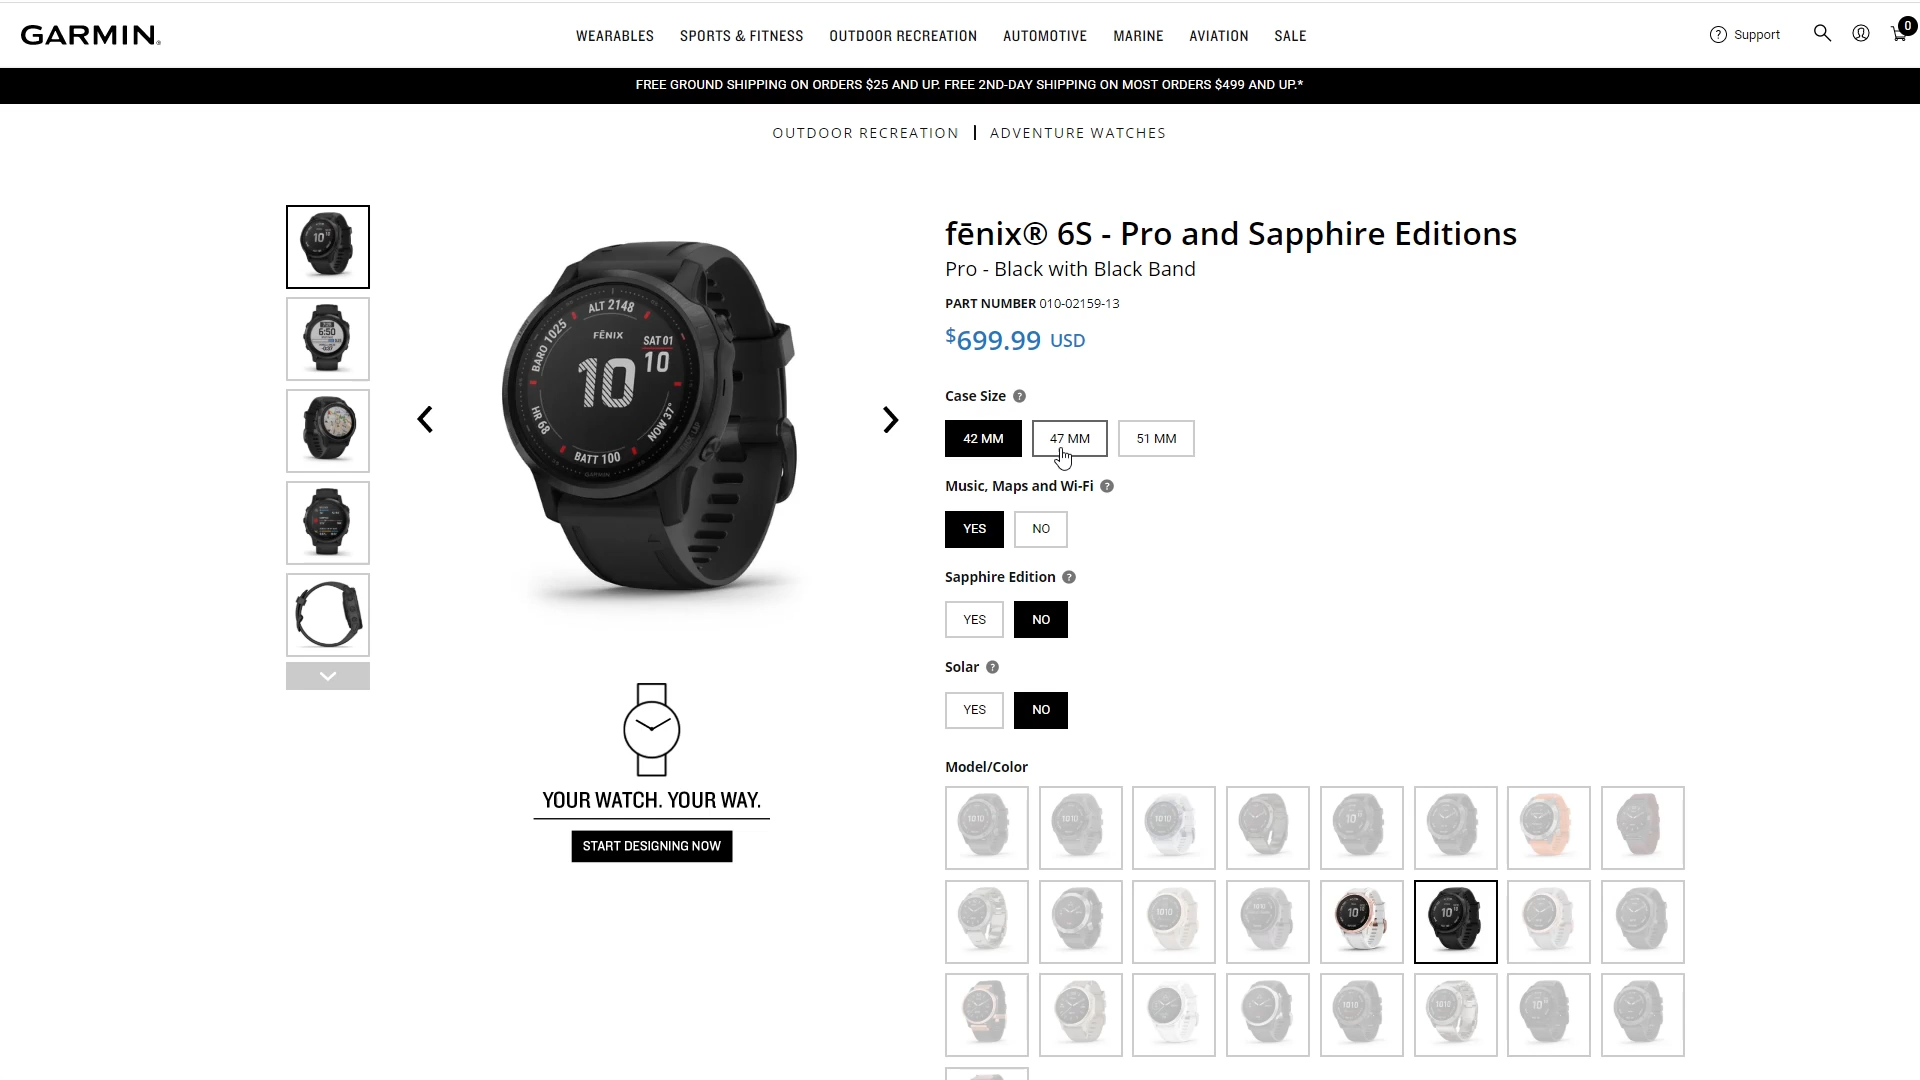 GARMIN
WEARABLES
SPORTS & FITNESS
OUTDOOR RECREATION
AUTOMOTIVE
MARINE
AVIATION
SALE
Support
0
FREE GROUND SHIPPING ON ORDERS $25 AND UP. FREE 2ND-DAY SHIPPING ON MOST ORDERS $499 AND UP.*
OUTDOOR RECREATION
ADVENTURE WATCHES
fēnix® 6S - Pro and Sapphire Editions
Pro - Black with Black Band
PART NUMBER 010-02159-13
$699.99 USD
ALT 2148
FĒNIX
BARO 1025
SAT 01
10
10
HR 68
NOW 37°
BATT 100
GARMIN
Case Size
42 MM
47 MM
51 MM
Music, Maps and Wi-Fi
YES
NO
Sapphire Edition
YES
NO
Solar
YES
NO
YOUR WATCH. YOUR WAY.
START DESIGNING NOW
Model/Color